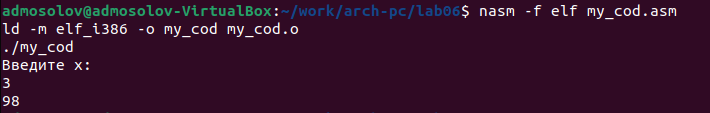 admosolov@admosolov-VirtualBox:~/work/arch-pc/lab06$ nasm -f elf my_cod.asm
ld -m elf_i386 -o my_cod my_cod.o
./my_cod
Введите x:
3
98